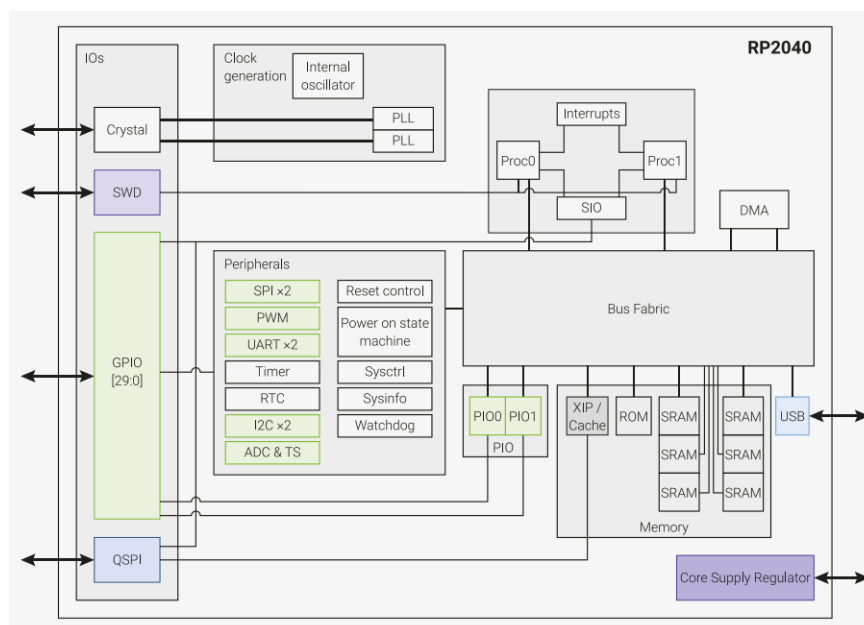 RP2040
IOs
Crystal
SWD
GPIO
[29:0]
QSPI
Clock
generation
Internal
oscillator
PLL
PLL
Interrupts
Proc0
Proc1
SIO
DMA
Bus Fabric
Peripherals
SPI ×2
PWM
UART ×2
Timer
RTC
I2C ×2
ADC & TS
Reset control
Power on state
machine
Sysctrl
Sysinfo
Watchdog
PIO0
PIO1
PIO
XIP /
Cache
ROM
SRAM
SRAM
SRAM
SRAM
SRAM
SRAM
Memory
USB
Core Supply Regulator